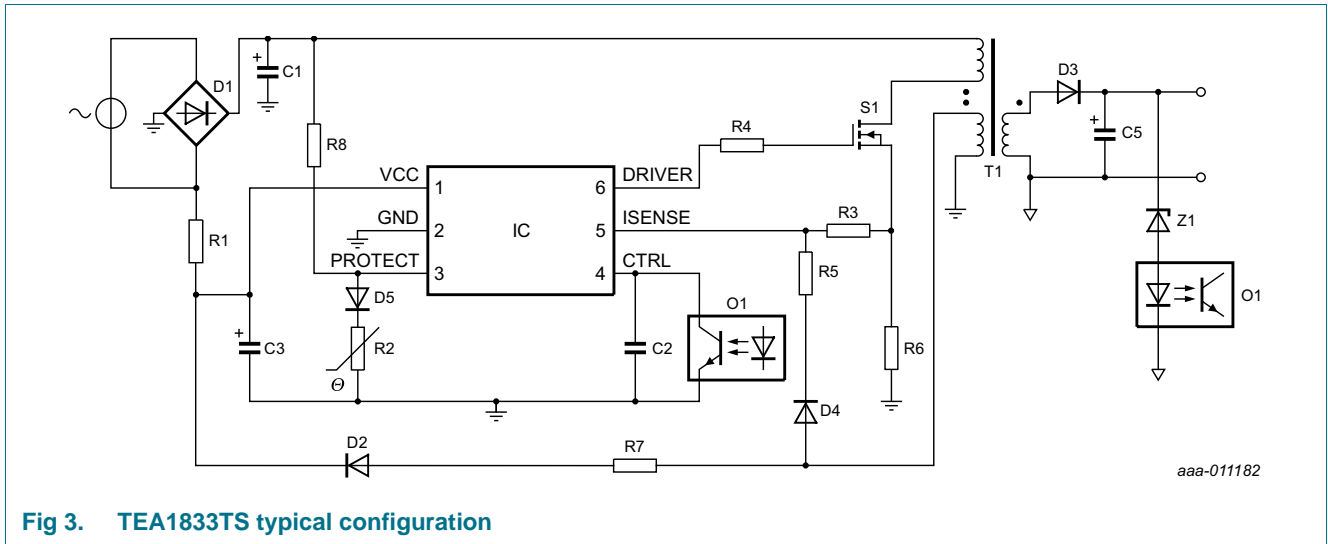 D1
+
C1
R8
R1
VCC
1
GND
2
PROTECT
3
IC
6
DRIVER
5
ISENSE
4
CTRL
R4
S1
R3
R5
R6
D5
R2
Θ
+
C3
C2
O1
D4
D2
R7
T1
D3
+
C5
Z1
O1
aaa-011182
Fig 3. TEA1833TS typical configuration